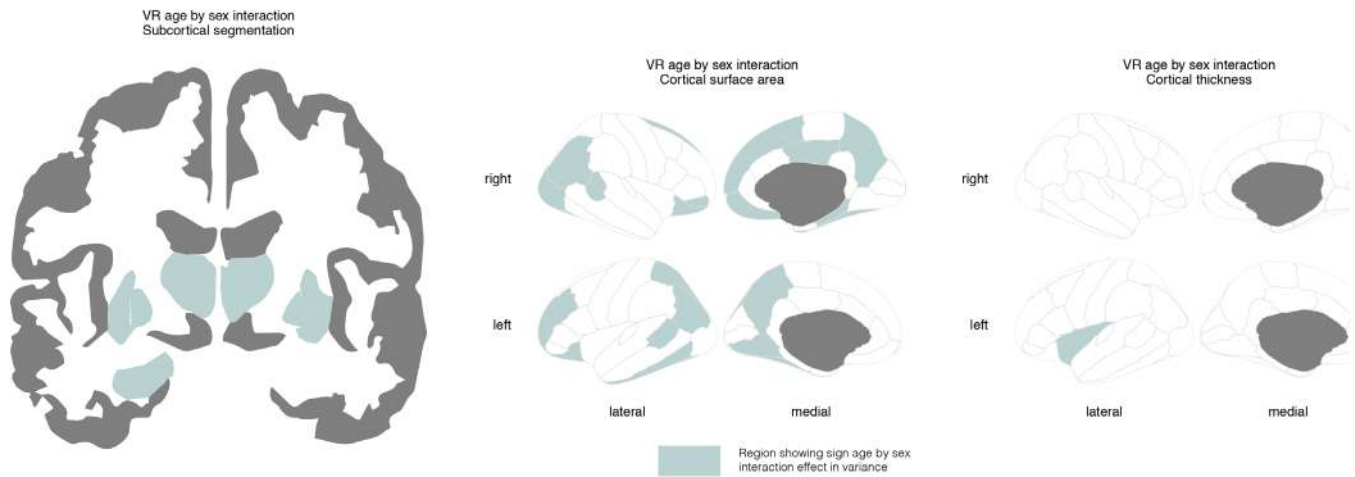 VR age by sex interaction
Subcortical segmentation
VR age by sex interaction
Cortical surface area
right
left
lateral
medial
VR age by sex interaction
Cortical thickness
right
left
lateral
medial
Region showing sign age by sex
interaction effect in variance